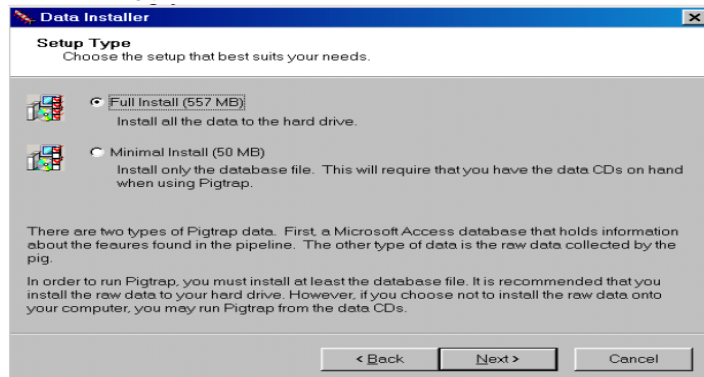 Data Installer
Setup Type
Choose the setup that best suits your needs.
Full Install (557 MB)
Install all the data to the hard drive.
Minimal Install (50 MB)
Install only the database file. This will require that you have the data CDs on hand
when using Pigtrap.
There are two types of Pigtrap data. First, a Microsoft Access database that holds information
about the feaures found in the pipeline. The other type of data is the raw data collected by the
pig.
In order to run Pigtrap, you must install at least the database file. It is recommended that you
install the raw data to your hard drive. However, if you choose not to install the raw data onto
your computer, you may run Pigtrap from the data CDs.
< Back Next > Cancel